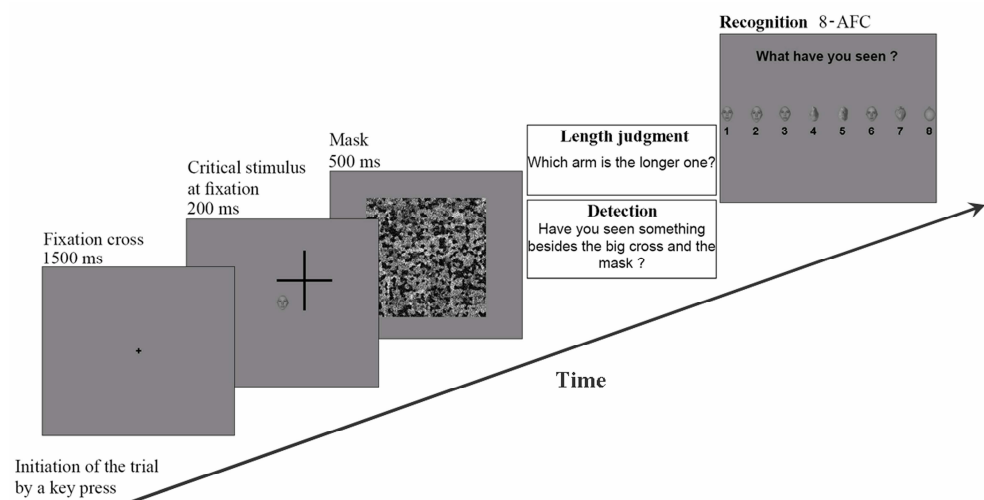 Initiation of the trial
by a key press
Fixation cross
1500 ms
Critical stimulus
at fixation
200 ms
Mask
500 ms
Length judgment
Which arm is the longer one?
Detection
Have you seen something
besides the big cross and the
mask ?
Recognition 8-AFC
What have you seen ?
1 2 3 4 5 6 7 8
Time